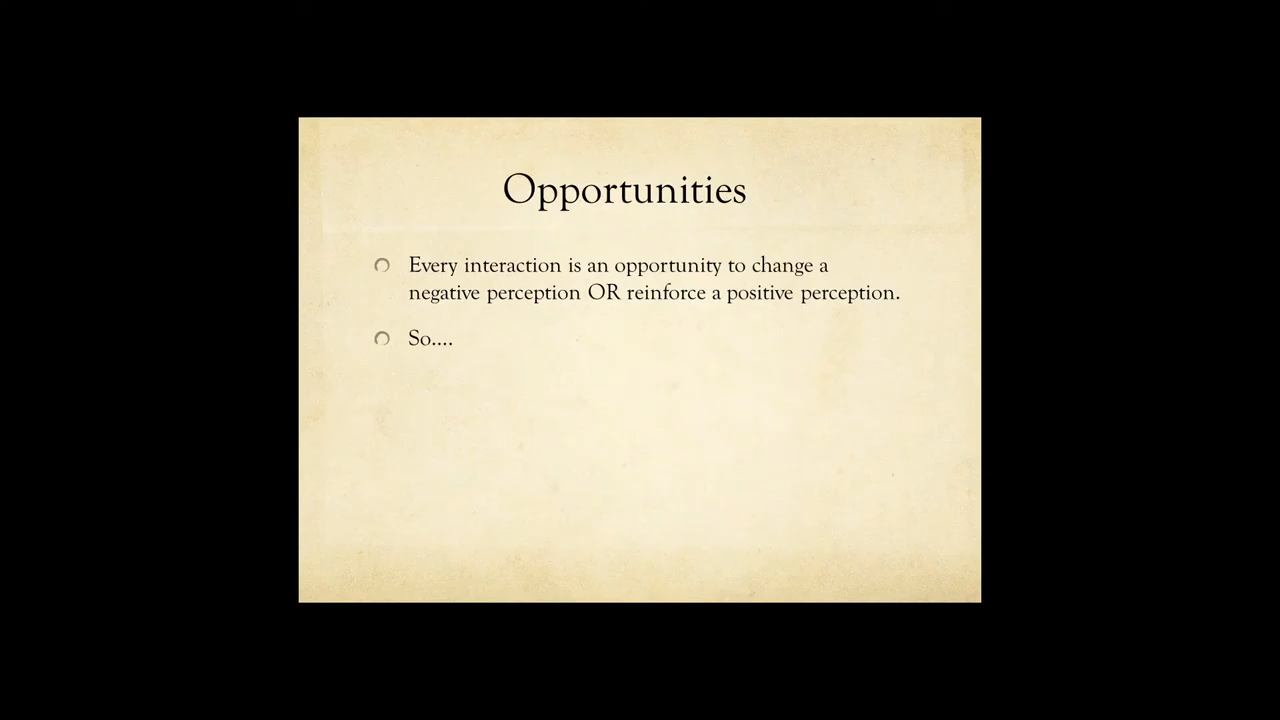 Opportunities
Every interaction is an opportunity to change a
negative perception OR reinforce a positive perception.
So....